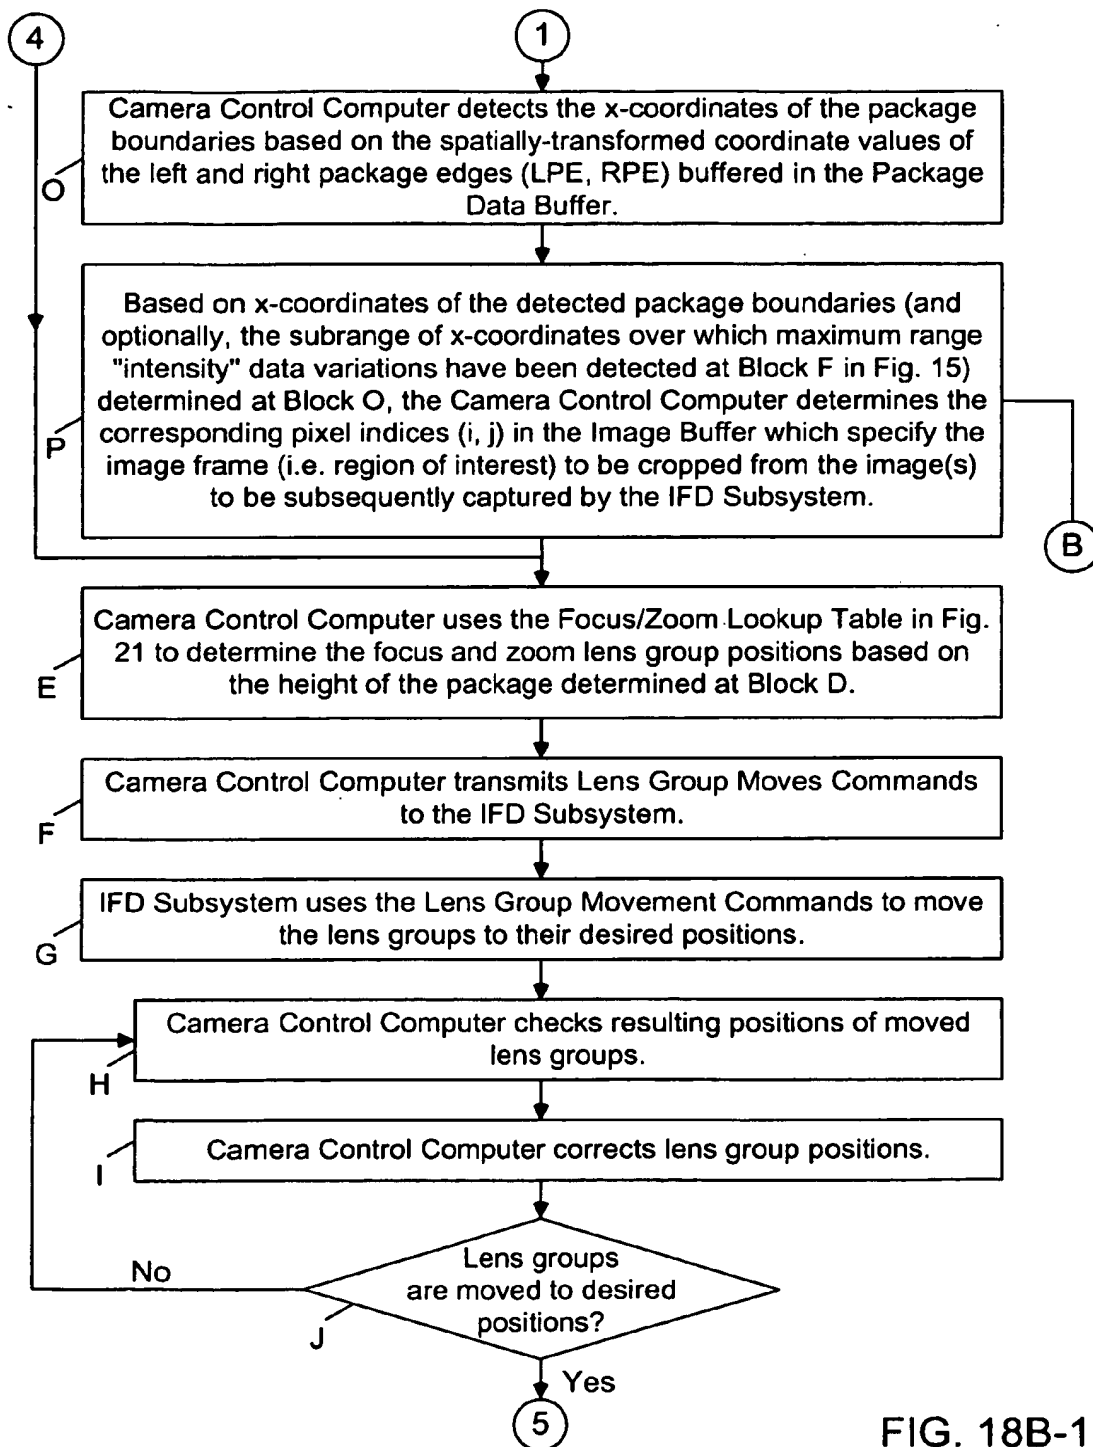 4
1
Camera Control Computer detects the x-coordinates of the package
boundaries based on the spatially-transformed coordinate values of
the left and right package edges (LPE, RPE) buffered in the Package
Data Buffer.
O
Based on x-coordinates of the detected package boundaries (and
optionally, the subrange of x-coordinates over which maximum range
"intensity" data variations have been detected at Block F in Fig. 15)
determined at Block O, the Camera Control Computer determines the
corresponding pixel indices (i, j) in the Image Buffer which specify the
image frame (i.e. region of interest) to be cropped from the image(s)
to be subsequently captured by the IFD Subsystem.
P
B
Camera Control Computer uses the Focus/Zoom Lookup Table in Fig.
21 to determine the focus and zoom lens group positions based on
the height of the package determined at Block D.
E
Camera Control Computer transmits Lens Group Moves Commands
to the IFD Subsystem.
F
IFD Subsystem uses the Lens Group Movement Commands to move
the lens groups to their desired positions.
G
Camera Control Computer checks resulting positions of moved
lens groups.
H
Camera Control Computer corrects lens group positions.
I
Lens groups
are moved to desired
positions?
No
J
Yes
5
FIG. 18B-1